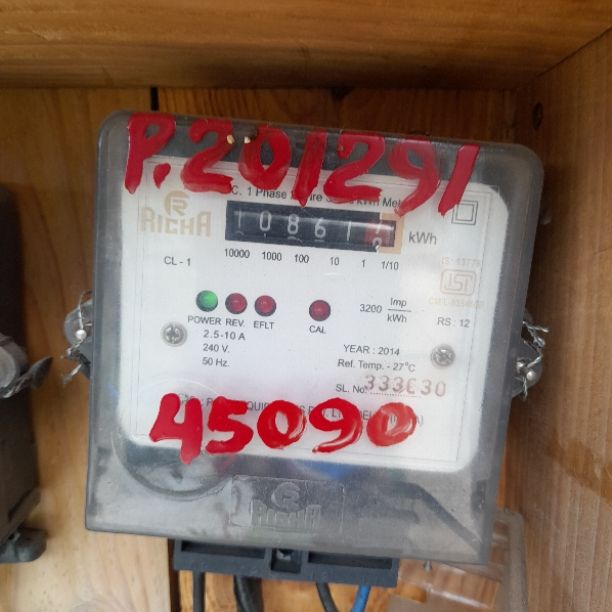 P.201291
RICHA
10861
kWh
10000 1000 100 10 1 1/10
CL - 1
3200 Imp/kWh
POWER REV. EFLT
CAL
RS : 12
2.5-10 A
240 V.
50 Hz.
YEAR : 2014
Ref. Temp. - 27°C
SL. No.
45090
RICHA